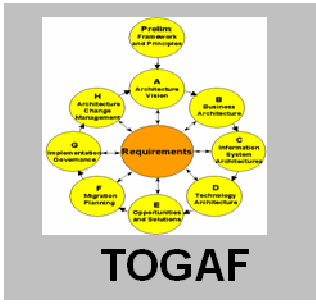 Prelims
Framework
and Principles
A
Architecture
Vision
H
Architecture
Change
Management
B
Business
Architecture
G
Implementation
Governance
Requirements
C
Information
System
Architectures
F
Migration
Planning
D
Technology
Architecture
E
Opportunities
and Solutions
TOGAF